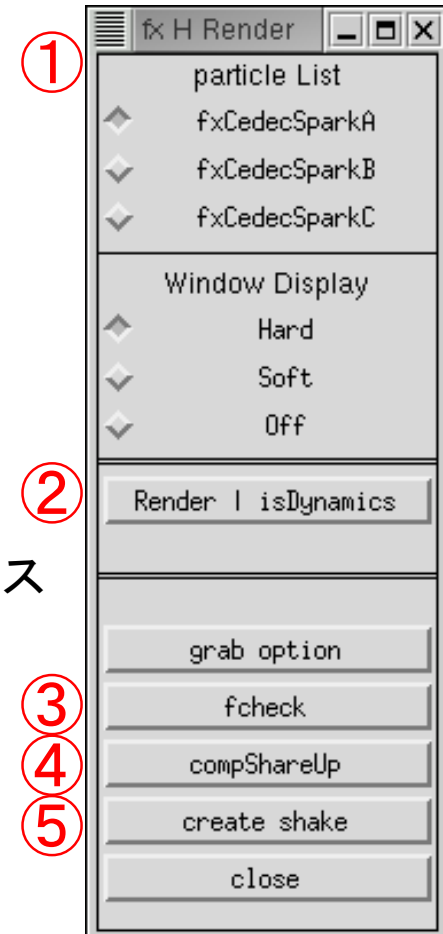 fx H Render
①
particle List
fxCedecSparkA
fxCedecSparkB
fxCedecSparkC
Window Display
Hard
Soft
Off
② Render | isDynamics
ス
grab option
③ fcheck
④ compShareUp
⑤ create shake
close